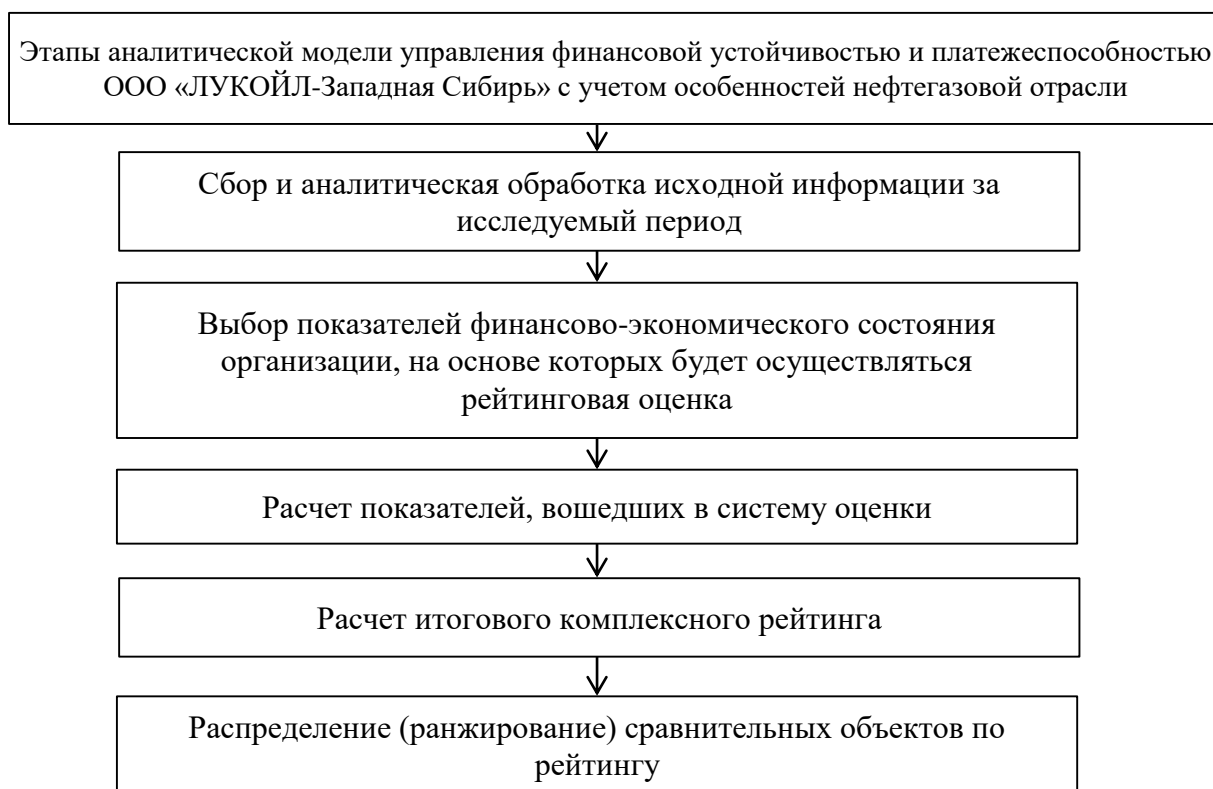 Этапы аналитической модели управления финансовой устойчивостью и платежеспособностью
ООО «ЛУКОЙЛ-Западная Сибирь» с учетом особенностей нефтегазовой отрасли
Сбор и аналитическая обработка исходной информации за
исследуемый период
Выбор показателей финансово-экономического состояния
организации, на основе которых будет осуществляться
рейтинговая оценка
Расчет показателей, вошедших в систему оценки
Расчет итогового комплексного рейтинга
Распределение (ранжирование) сравнительных объектов по
рейтингу